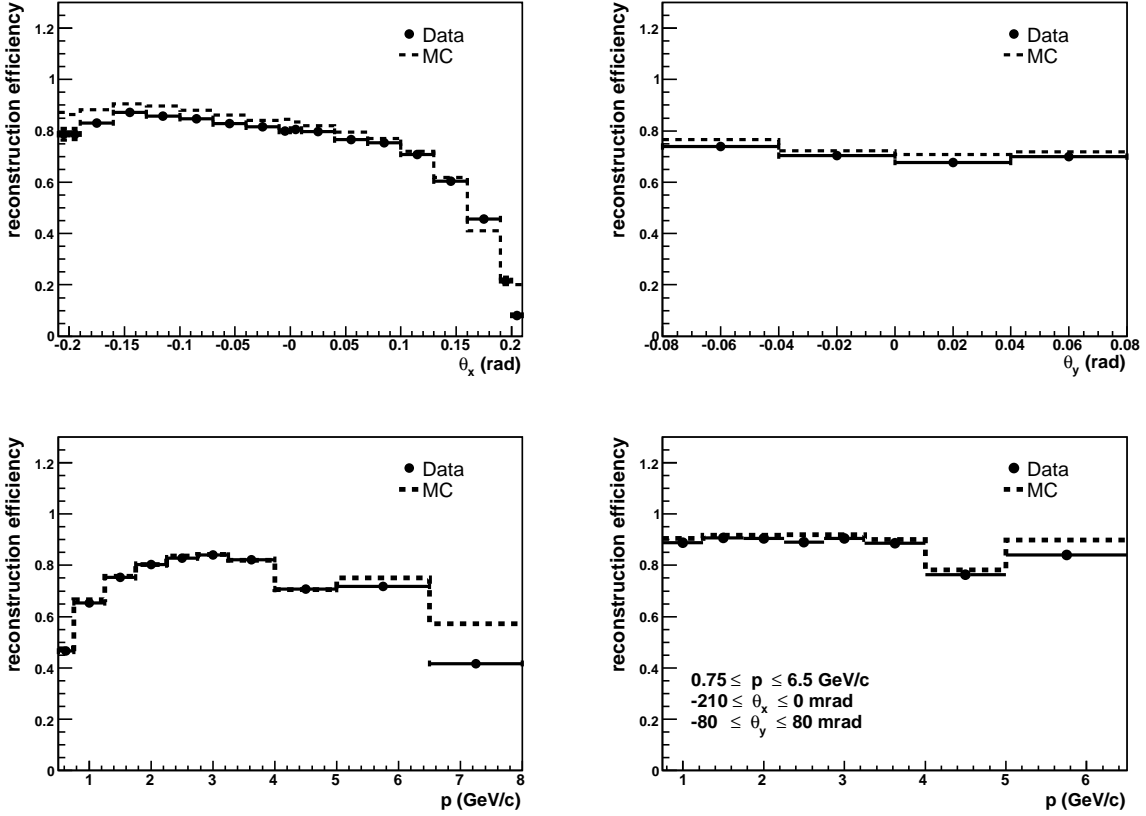 reconstruction efficiency
1.2
1
0.8
0.6
0.4
0.2
0
Data
MC
-0.2 -0.15 -0.1 -0.05 -0 0.05 0.1 0.15 0.2
θx (rad)
reconstruction efficiency
1.2
1
0.8
0.6
0.4
0.2
0
Data
MC
-0.08 -0.06 -0.04 -0.02 0 0.02 0.04 0.06 0.08
θy (rad)
reconstruction efficiency
1.2
1
0.8
0.6
0.4
0.2
0
Data
MC
1 2 3 4 5 6 7 8
p (GeV/c)
reconstruction efficiency
1.2
1
0.8
0.6
0.4
0.2
0
Data
MC
0.75 ≤ p ≤ 6.5 GeV/c
-210 ≤ θx ≤ 0 mrad
-80 ≤ θy ≤ 80 mrad
1 2 3 4 5 6
p (GeV/c)